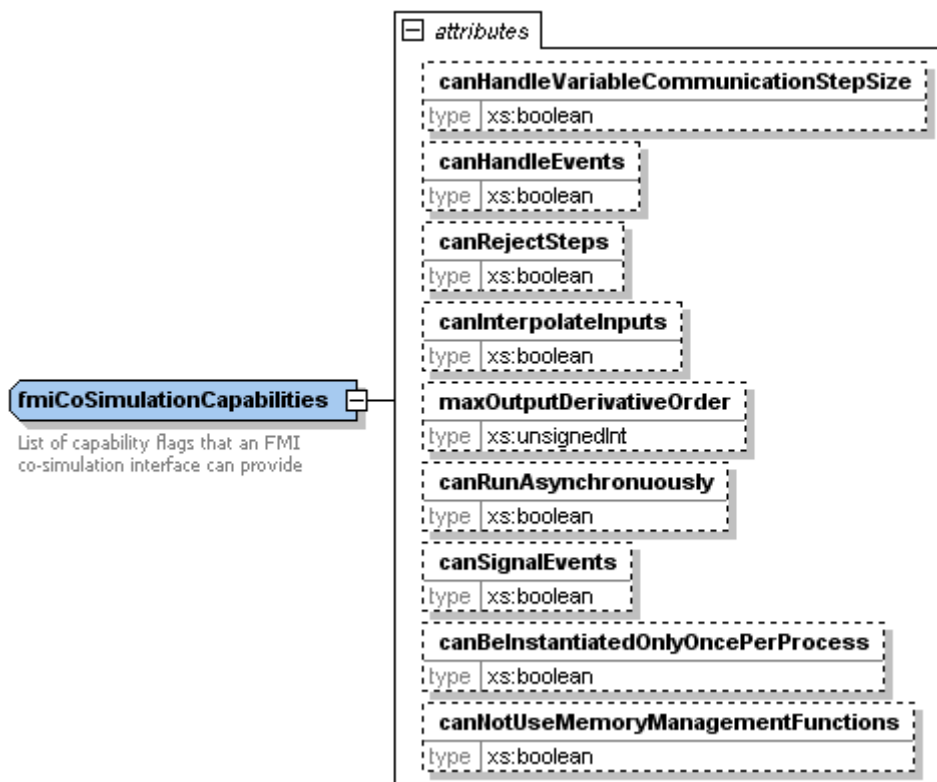 attributes
canHandleVariableCommunicationStepSize
type xs:boolean
canHandleEvents
type xs:boolean
canRejectSteps
type xs:boolean
canInterpolateInputs
type xs:boolean
fmiCoSimulationCapabilities
List of capability flags that an FMI
co-simulation interface can provide
maxOutputDerivativeOrder
type xs:unsignedInt
canRunAsynchronuously
type xs:boolean
canSignalEvents
type xs:boolean
canBeInstantiatedOnlyOncePerProcess
type xs:boolean
canNotUseMemoryManagementFunctions
type xs:boolean